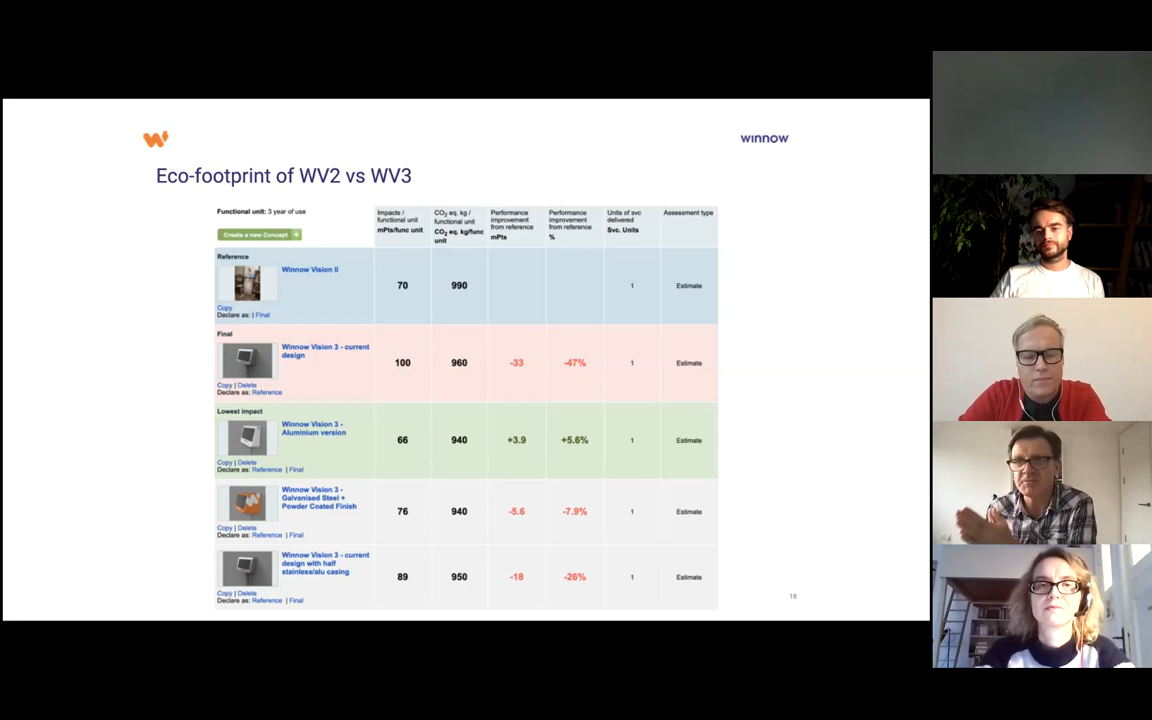 winnow
Eco-footprint of WV2 vs WV3
Functional unit: 3 year of use
Create a new Concept +
Impacts /
functional unit
mPts/func unit
CO2 eq. kg /
functional unit
CO2 eq. kg/func
unit
Performance
improvement
from reference
mPts
Performance
improvement
from reference
%
Units of svc
delivered
Svc. Units
Assessment type
Reference
Winnow Vision II
70
990
1
Estimate
Copy
Declare as: | Final
Final
Winnow Vision 3 - current
design
100
960
-33
-47%
1
Estimate
Copy | Delete
Declare as: Reference
Lowest impact
Winnow Vision 3 -
Aluminium version
66
940
+3.9
+5.6%
1
Estimate
Copy | Delete
Declare as: Reference | Final
Winnow Vision 3 -
Galvanised Steel +
Powder Coated Finish
76
940
-5.6
-7.9%
1
Estimate
Copy | Delete
Declare as: Reference | Final
Winnow Vision 3 - current
design with half
stainless/alu casing
89
950
-18
-26%
1
Estimate
Copy | Delete
Declare as: Reference | Final
18